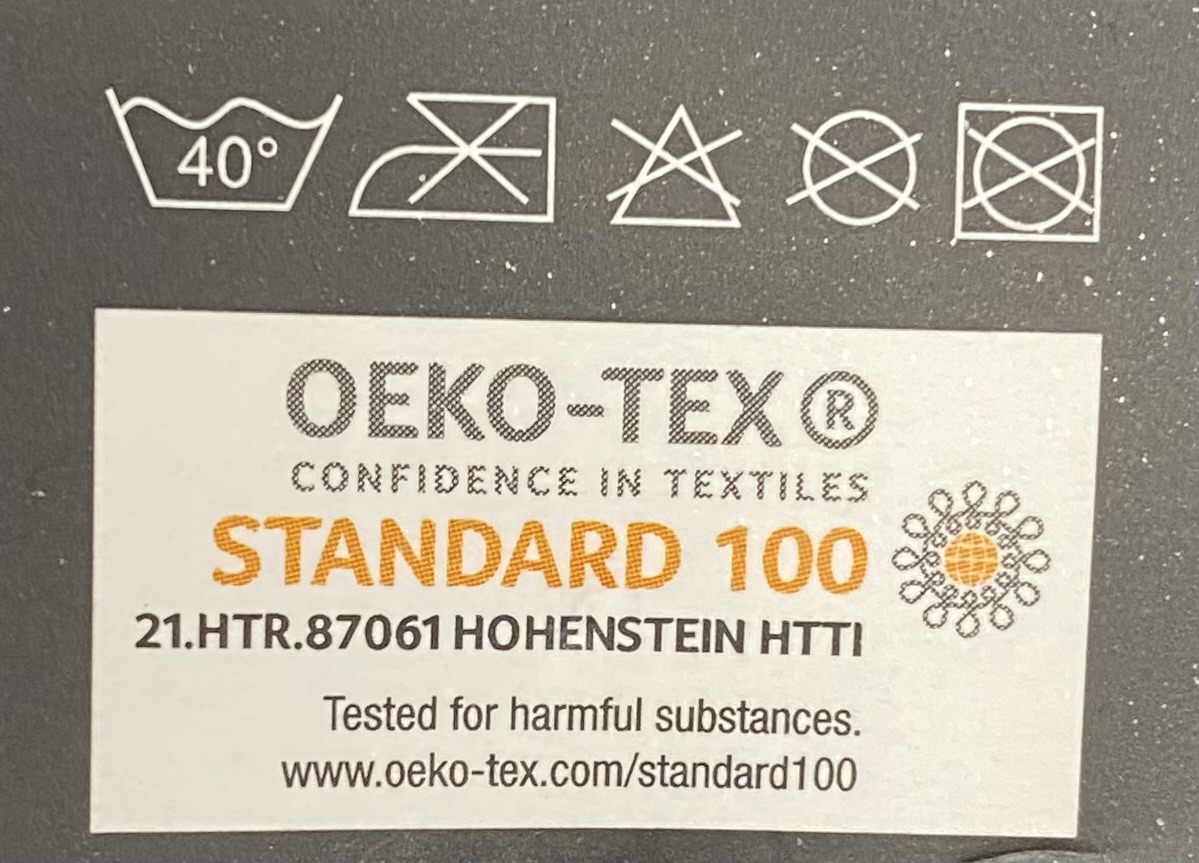 40°
OEKO-TEX®
CONFIDENCE IN TEXTILES
STANDARD 100
21.HTR.87061 HOHENSTEIN HTTI
Tested for harmful substances.
www.oeko-tex.com/standard100